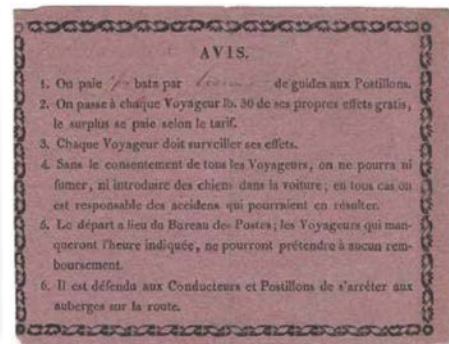 AVIS.
1. On paie batz par de guides aux Postillons.
2. On passe à chaque Voyageur lb. 30 de ses propres effets gratis,
le surplus se paie selon le tarif.
3. Chaque Voyageur doit surveiller ses effets.
4. Sans le consentement de tous les Voyageurs, on ne pourra ni
fumer, ni introduire des chiens dans la voiture; en tous cas on
est responsable des accidens qui pourraient en résulter.
5. Le départ a lieu du Bureau des Postes; les Voyageurs qui man-
queront l'heure indiquée, ne pourront prétendre à aucun rem-
boursement.
6. Il est défendu aux Conducteurs et Postillons de s'arrêter aux
auberges sur la route.